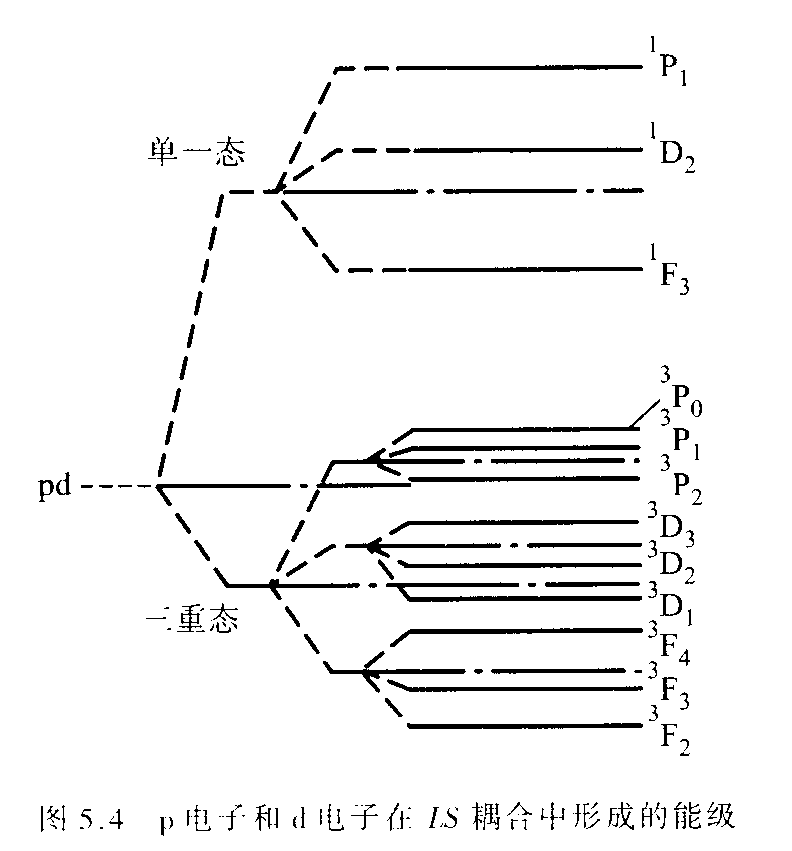 ¹P₁
单一态
¹D₂
¹F₃
³P₀
³P₁
pd
³P₂
³D₃
³D₂
三重态
³D₁
³F₄
³F₃
³F₂
图 5.4 p 电子和 d 电子在 LS 耦合中形成的能级